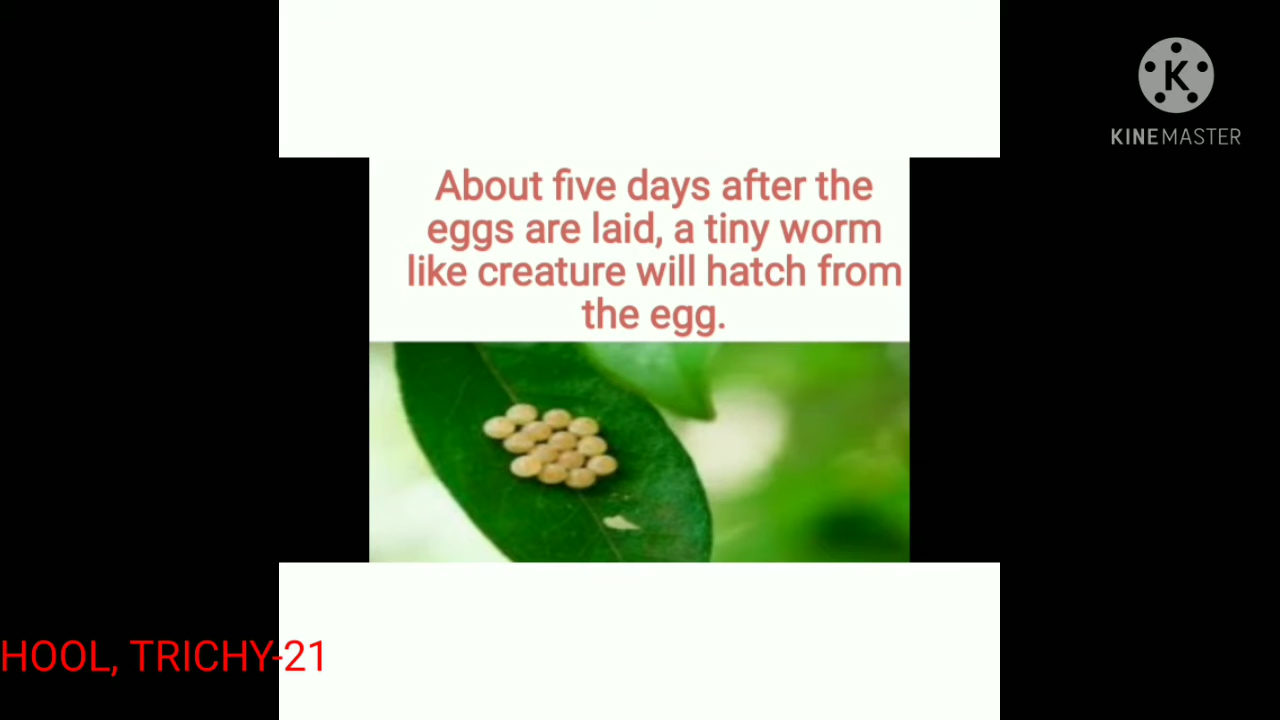 KINEMASTER
About five days after the
eggs are laid, a tiny worm
like creature will hatch from
the egg.
HOOL, TRICHY-21